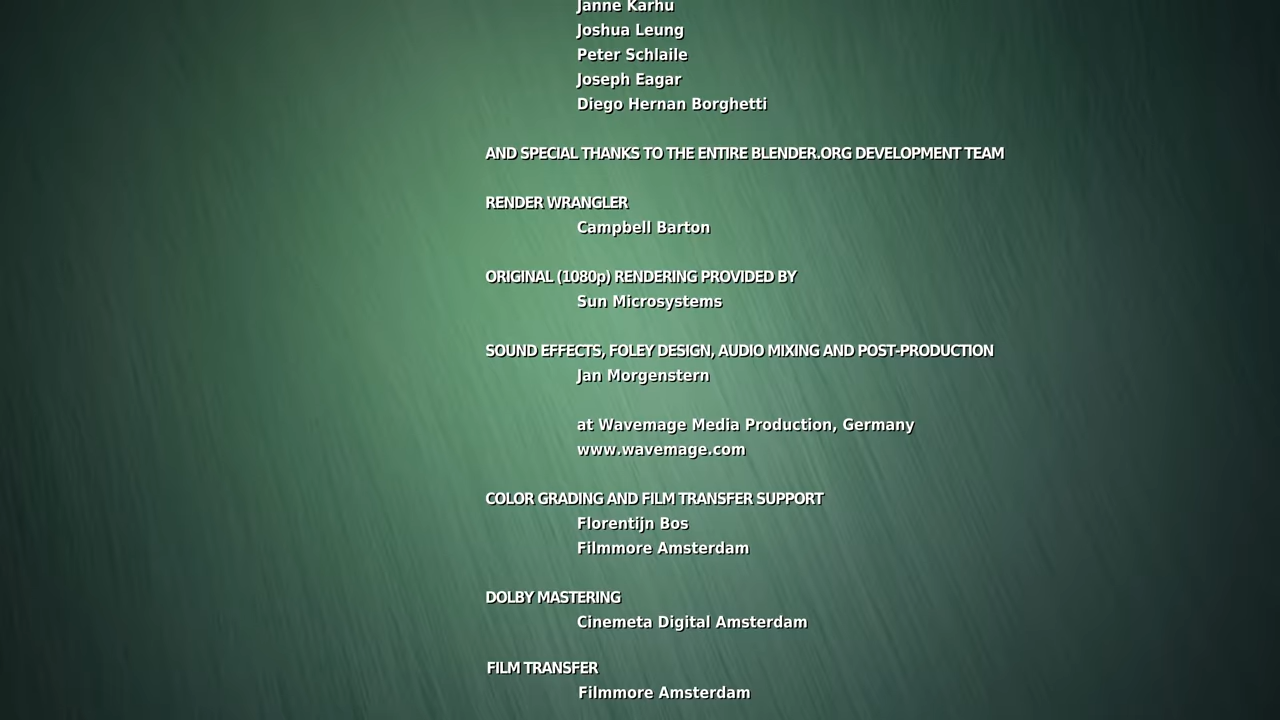 Janne Karhu
Joshua Leung
Peter Schlaile
Joseph Eagar
Diego Hernan Borghetti
AND SPECIAL THANKS TO THE ENTIRE BLENDER.ORG DEVELOPMENT TEAM
RENDER WRANGLER
Campbell Barton
ORIGINAL (1080p) RENDERING PROVIDED BY
Sun Microsystems
SOUND EFFECTS, FOLEY DESIGN, AUDIO MIXING AND POST-PRODUCTION
Jan Morgenstern
at Wavemage Media Production, Germany
www.wavemage.com
COLOR GRADING AND FILM TRANSFER SUPPORT
Florentijn Bos
Filmmore Amsterdam
DOLBY MASTERING
Cinemeta Digital Amsterdam
FILM TRANSFER
Filmmore Amsterdam